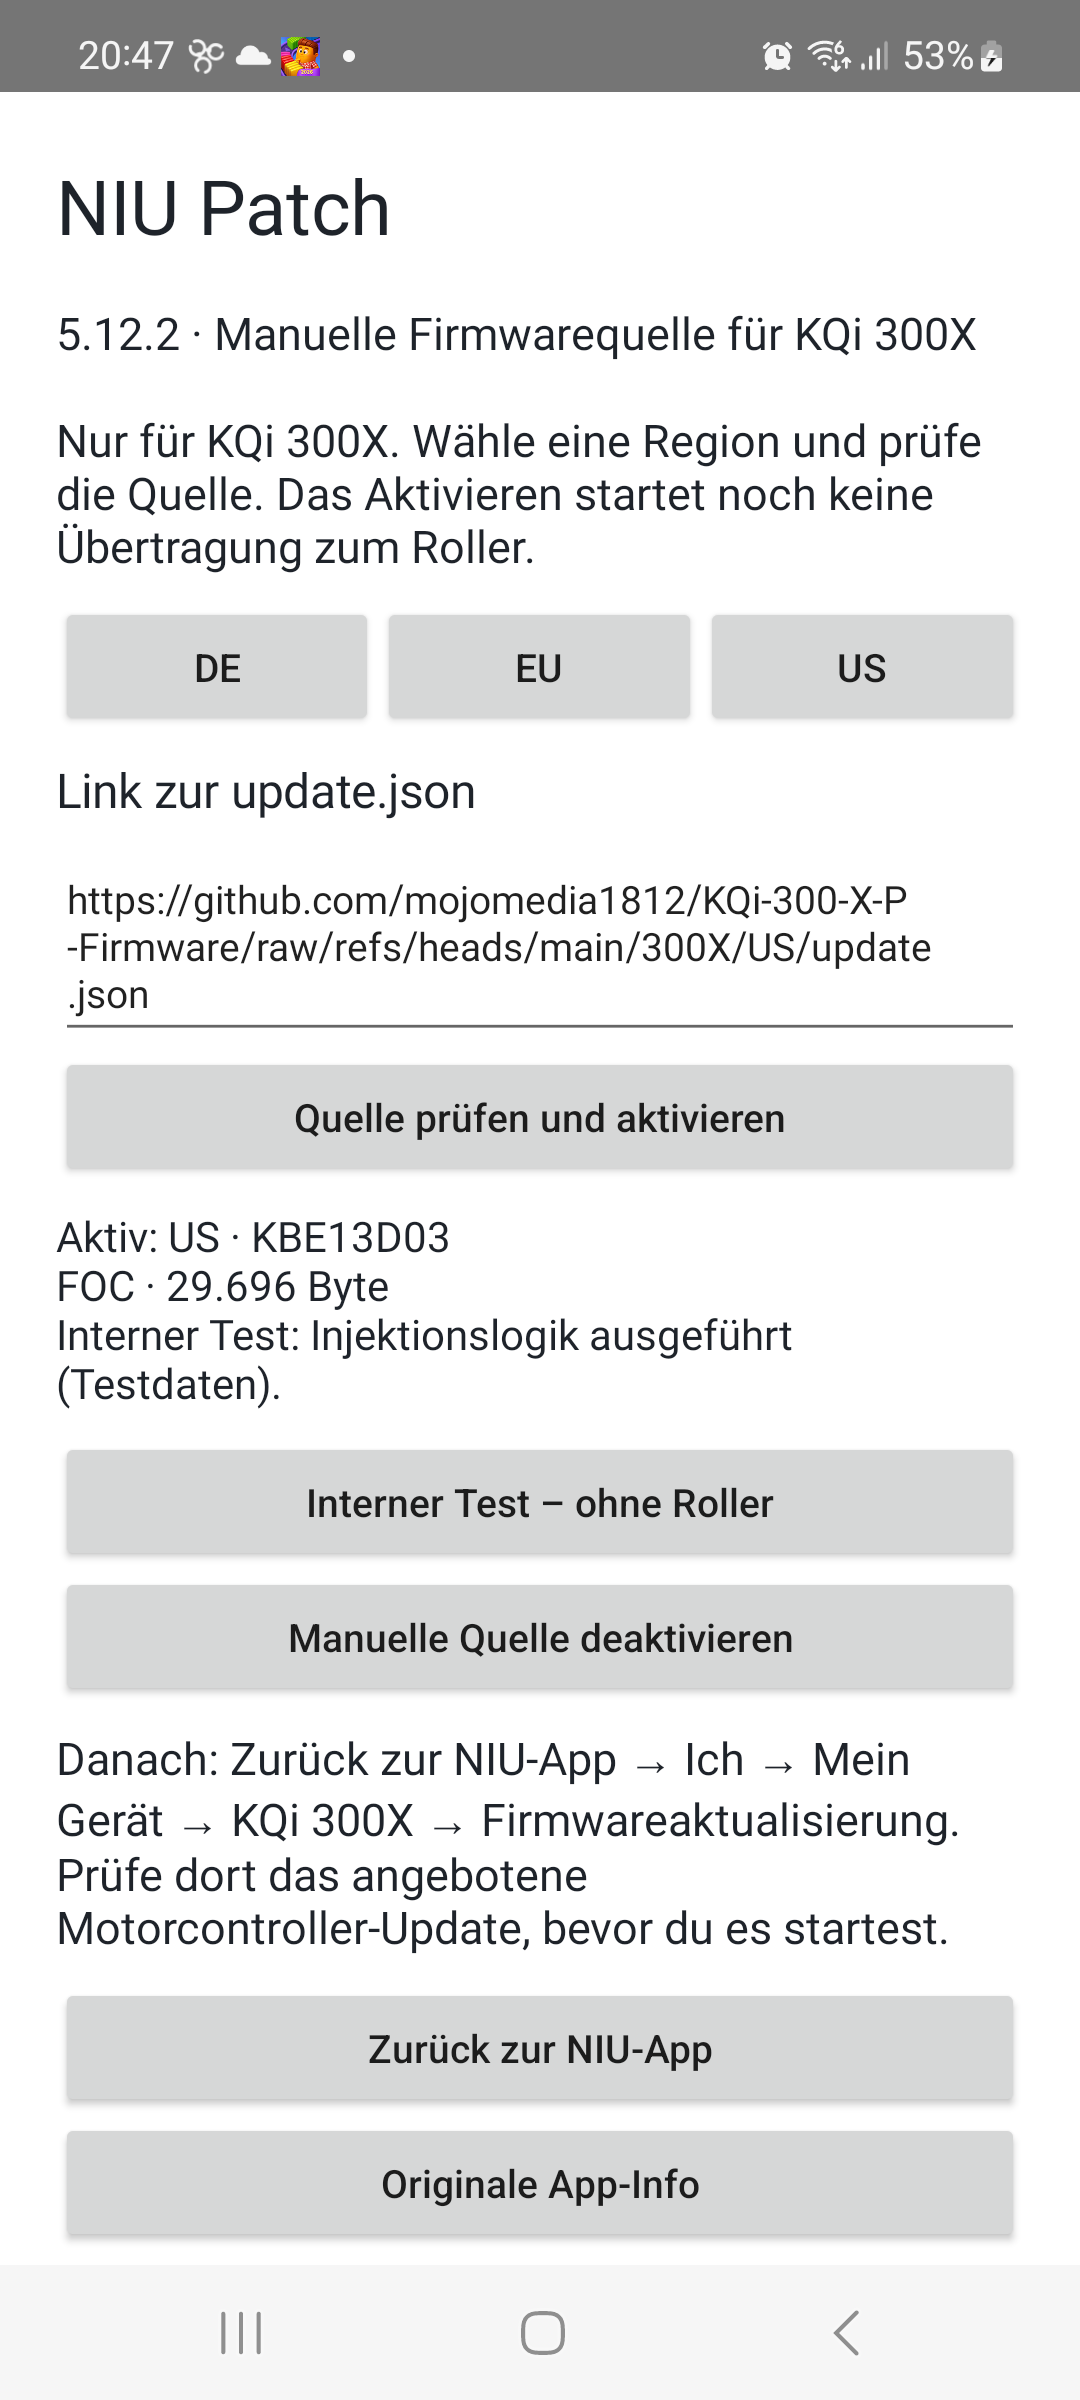 20:47
53%
NIU Patch
5.12.2 · Manuelle Firmwarequelle für KQi 300X
Nur für KQi 300X. Wähle eine Region und prüfe
die Quelle. Das Aktivieren startet noch keine
Übertragung zum Roller.
DE EU US
Link zur update.json
https://github.com/mojomedia1812/KQi-300-X-P
-Firmware/raw/refs/heads/main/300X/US/update
.json
Quelle prüfen und aktivieren
Aktiv: US · KBE13D03
FOC · 29.696 Byte
Interner Test: Injektionslogik ausgeführt
(Testdaten).
Interner Test – ohne Roller
Manuelle Quelle deaktivieren
Danach: Zurück zur NIU-App → Ich → Mein
Gerät → KQi 300X → Firmwareaktualisierung.
Prüfe dort das angebotene
Motorcontroller-Update, bevor du es startest.
Zurück zur NIU-App
Originale App-Info